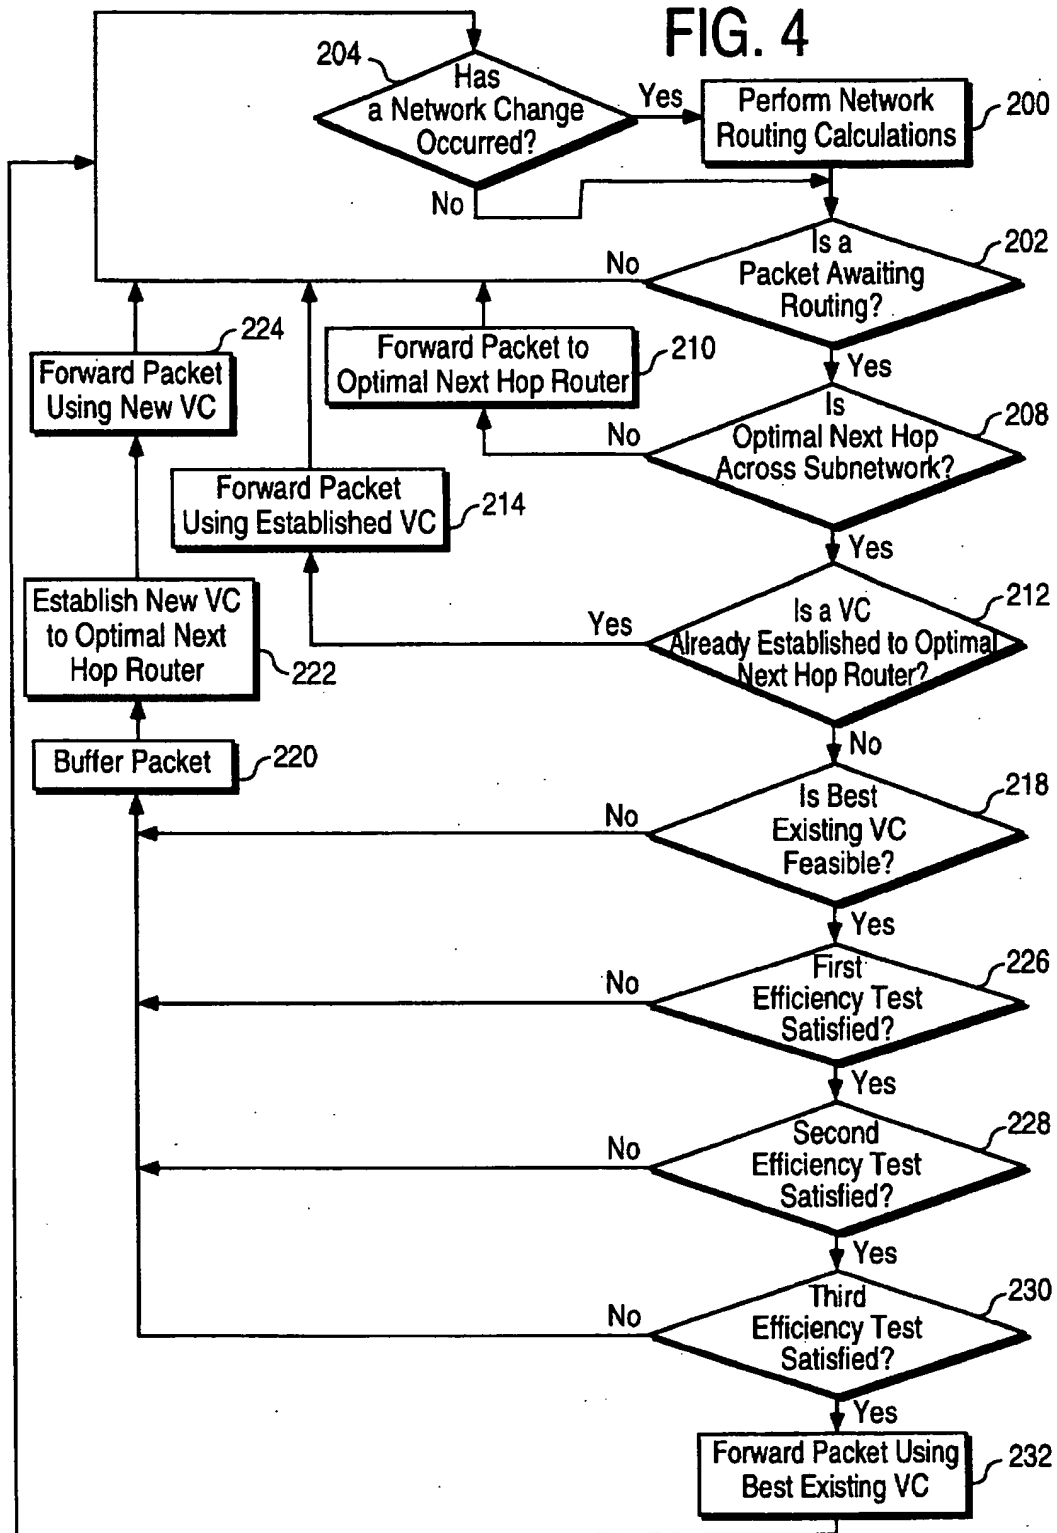 FIG. 4
204
Has
a Network Change
Occurred?
Yes
No
Perform Network
Routing Calculations
200
Is a
Packet Awaiting
Routing?
202
No
Yes
224
Forward Packet
Using New VC
Forward Packet to
Optimal Next Hop Router
210
Is
Optimal Next Hop
Across Subnetwork?
208
No
Yes
Forward Packet
Using Established VC
214
Establish New VC
to Optimal Next
Hop Router
222
Is a VC
Already Established to Optimal
Next Hop Router?
212
Yes
No
Buffer Packet
220
Is Best
Existing VC
Feasible?
218
No
Yes
First
Efficiency Test
Satisfied?
226
No
Yes
Second
Efficiency Test
Satisfied?
228
No
Yes
Third
Efficiency Test
Satisfied?
230
No
Yes
Forward Packet Using
Best Existing VC
232